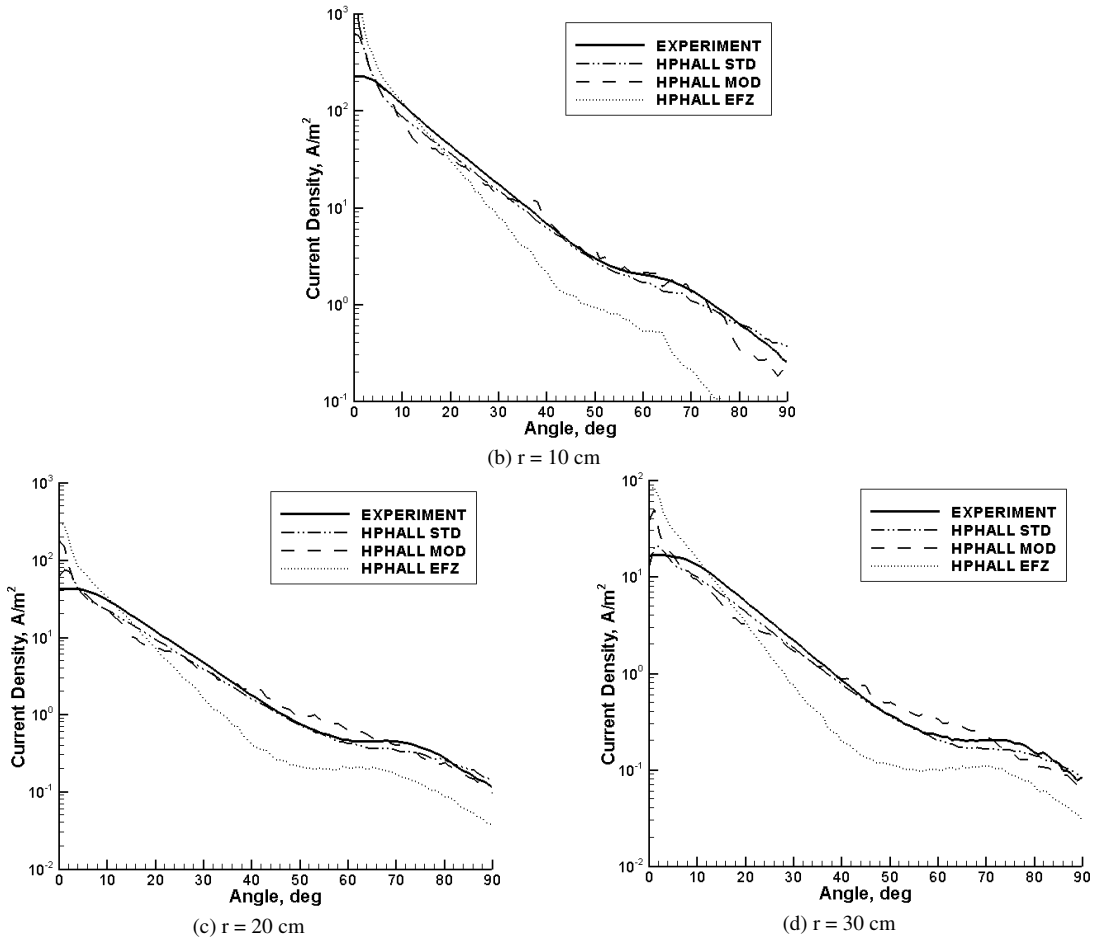 10³
10²
10¹
10⁰
10⁻¹
Current Density, A/m²
EXPERIMENT
HPHALL STD
HPHALL MOD
HPHALL EFZ
0 10 20 30 40 50 60 70 80 90
Angle, deg
(b) r = 10 cm
10³
10²
10¹
10⁰
10⁻¹
10⁻²
Current Density, A/m²
EXPERIMENT
HPHALL STD
HPHALL MOD
HPHALL EFZ
0 10 20 30 40 50 60 70 80 90
Angle, deg
(c) r = 20 cm
10²
10¹
10⁰
10⁻¹
10⁻²
Current Density, A/m²
EXPERIMENT
HPHALL STD
HPHALL MOD
HPHALL EFZ
0 10 20 30 40 50 60 70 80 90
Angle, deg
(d) r = 30 cm